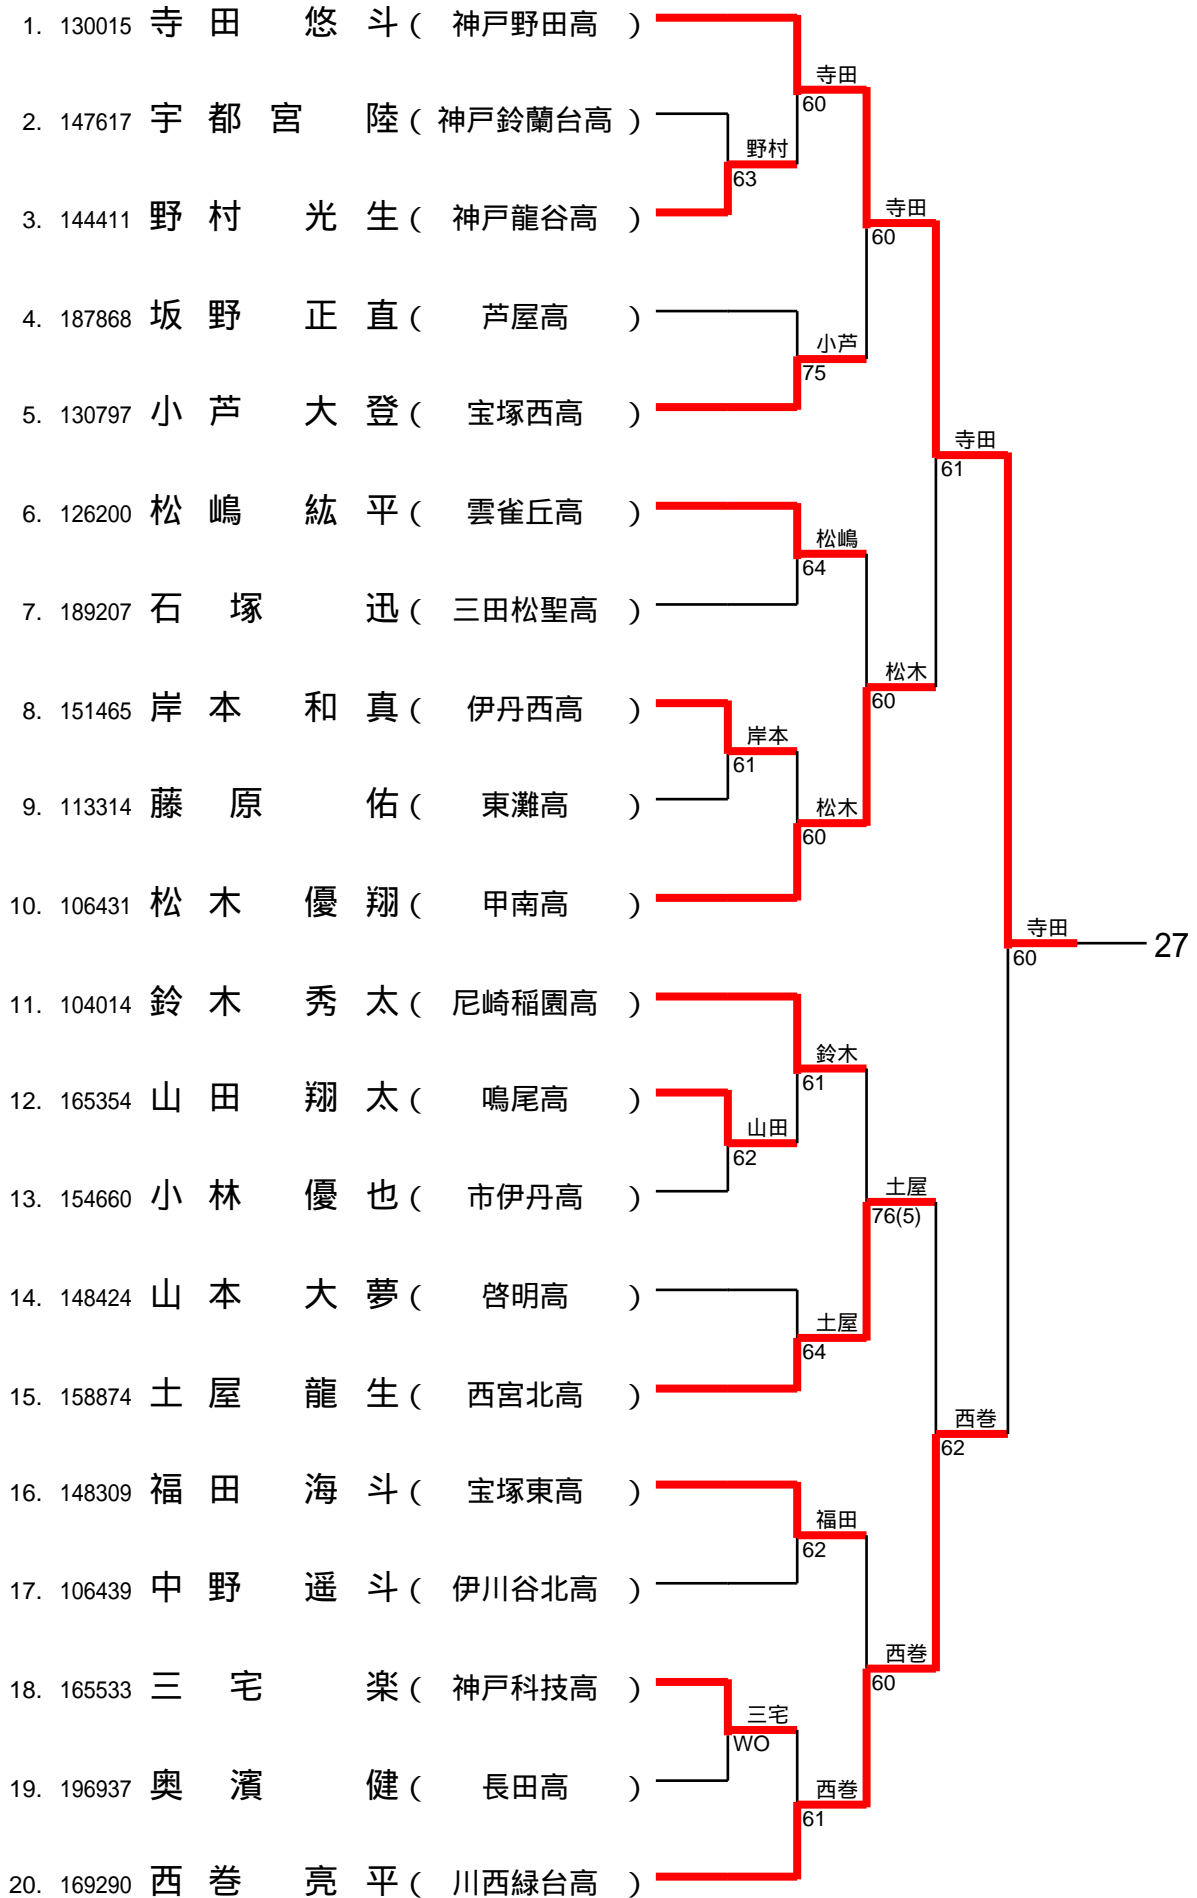 1. 130015 寺田 悠斗 ( 神戸野田高 )
寺田
60
2. 147617 宇都宮 陸 ( 神戸鈴蘭台高 )
野村
63
3. 144411 野村 光生 ( 神戸龍谷高 )
寺田
60
4. 187868 坂野 正直 ( 芦屋高 )
小芦
75
5. 130797 小芦 大登 ( 宝塚西高 )
寺田
61
6. 126200 松嶋 紘平 ( 雲雀丘高 )
松嶋
64
7. 189207 石塚 迅 ( 三田松聖高 )
松木
60
8. 151465 岸本 和真 ( 伊丹西高 )
岸本
61
9. 113314 藤原 佑 ( 東灘高 )
松木
60
10. 106431 松木 優翔 ( 甲南高 )
寺田
60
27
11. 104014 鈴木 秀太 ( 尼崎稲園高 )
鈴木
61
12. 165354 山田 翔太 ( 鳴尾高 )
山田
62
13. 154660 小林 優也 ( 市伊丹高 )
土屋
76(5)
14. 148424 山本 大夢 ( 啓明高 )
土屋
64
15. 158874 土屋 龍生 ( 西宮北高 )
西巻
62
16. 148309 福田 海斗 ( 宝塚東高 )
福田
62
17. 106439 中野 遥斗 ( 伊川谷北高 )
西巻
60
18. 165533 三宅 楽 ( 神戸科技高 )
三宅
WO
19. 196937 奥濱 健 ( 長田高 )
西巻
61
20. 169290 西巻 亮平 ( 川西緑台高 )